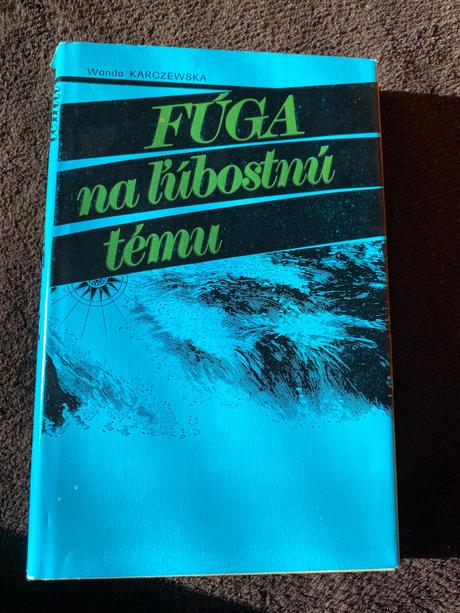 Wanda KARCZEWSKA
FÚGA
na ľúbostnú
tému